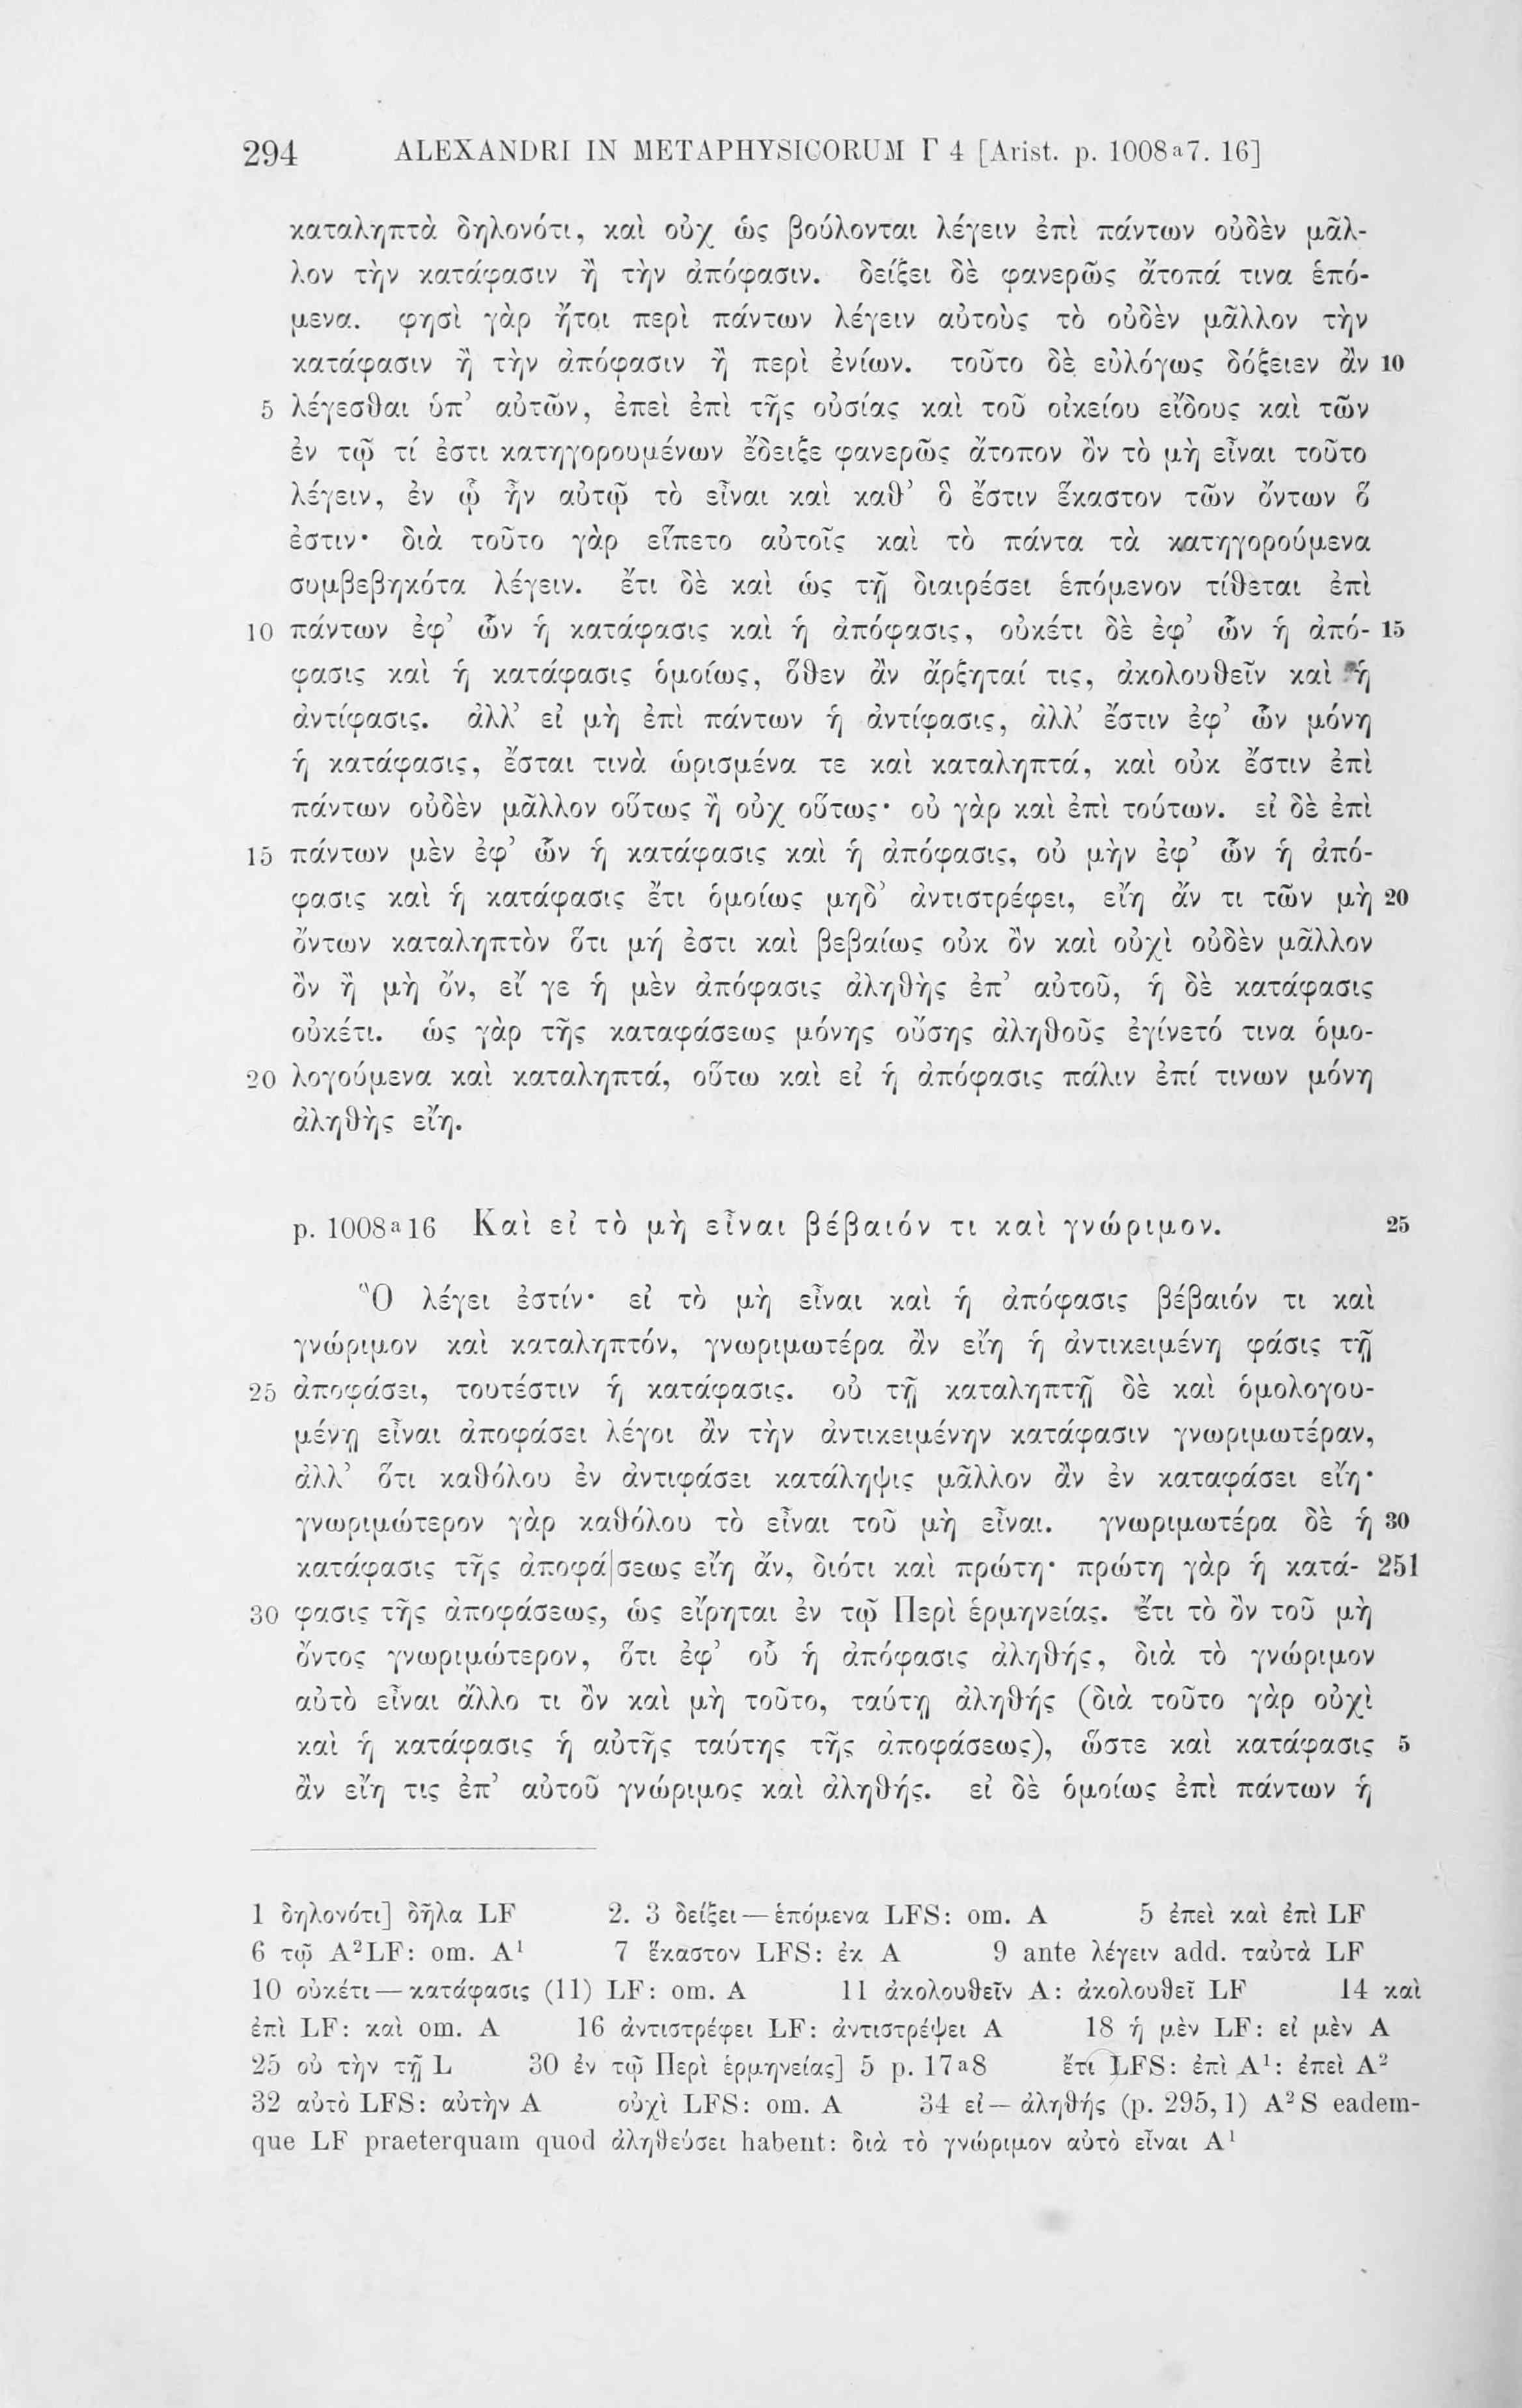 294 ALEXANDRI IN METAPHYSICORUM Γ 4 [Arist. p. 1008ᵃ7. 16]
καταληπτὰ δηλονότι, καὶ οὐχ ὡς βούλονται λέγειν ἐπὶ πάντων οὐδὲν μᾶλ-
λον τὴν κατάφασιν ἢ τὴν ἀπόφασιν. δείξει δὲ φανερῶς ἄτοπά τινα ἑπό-
μενα. φησὶ γὰρ ἤτοι περὶ πάντων λέγειν αὐτοὺς τὸ οὐδὲν μᾶλλον τὴν
κατάφασιν ἢ τὴν ἀπόφασιν ἢ περὶ ἐνίων. τοῦτο δὲ εὐλόγως δόξειεν ἂν 10
5 λέγεσθαι ὑπ’ αὐτῶν, ἐπεὶ ἐπὶ τῆς οὐσίας καὶ τοῦ οἰκείου εἴδους καὶ τῶν
ἐν τῷ τί ἐστι κατηγορουμένων ἔδειξε φανερῶς ἄτοπον ὂν τὸ μὴ εἶναι τοῦτο
λέγειν, ἐν ᾧ ἦν αὐτῷ τὸ εἶναι καὶ καθ’ ὃ ἔστιν ἕκαστον τῶν ὄντων ὅ
ἐστιν· διὰ τοῦτο γὰρ εἵπετο αὐτοῖς καὶ τὸ πάντα τὰ κατηγορούμενα
συμβεβηκότα λέγειν. ἔτι δὲ καὶ ὡς τῇ διαιρέσει ἑπόμενον τίθεται ἐπὶ
10 πάντων ἐφ’ ὧν ἡ κατάφασις καὶ ἡ ἀπόφασις, οὐκέτι δὲ ἐφ’ ὧν ἡ ἀπό- 15
φασις καὶ ἡ κατάφασις ὁμοίως, ὅθεν ἂν ἄρξηταί τις, ἀκολουθεῖν καὶ ἡ
ἀντίφασις. ἀλλ’ εἰ μὴ ἐπὶ πάντων ἡ ἀντίφασις, ἀλλ’ ἔστιν ἐφ’ ὧν μόνη
ἡ κατάφασις, ἔσται τινὰ ὡρισμένα τε καὶ καταληπτά, καὶ οὐκ ἔστιν ἐπὶ
πάντων οὐδὲν μᾶλλον οὕτως ἢ οὐχ οὕτως· οὐ γὰρ καὶ ἐπὶ τούτων. εἰ δὲ ἐπὶ
15 πάντων μὲν ἐφ’ ὧν ἡ κατάφασις καὶ ἡ ἀπόφασις, οὐ μὴν ἐφ’ ὧν ἡ ἀπό-
φασις καὶ ἡ κατάφασις ἔτι ὁμοίως μηδ’ ἀντιστρέφει, εἴη ἄν τι τῶν μὴ 20
ὄντων καταληπτὸν ὅτι μή ἐστι καὶ βεβαίως οὐκ ὂν καὶ οὐχὶ οὐδὲν μᾶλλον
ὂν ἢ μὴ ὄν, εἴ γε ἡ μὲν ἀπόφασις ἀληθὴς ἐπ’ αὐτοῦ, ἡ δὲ κατάφασις
οὐκέτι. ὡς γὰρ τῆς καταφάσεως μόνης οὔσης ἀληθοῦς ἐγίνετό τινα ὁμο-
20 λογούμενα καὶ καταληπτά, οὕτω καὶ εἰ ἡ ἀπόφασις πάλιν ἐπί τινων μόνη
ἀληθὴς εἴη.
p. 1008ᵃ16 Καὶ εἰ τὸ μὴ εἶναι βέβαιόν τι καὶ γνώριμον. 25
Ὃ λέγει ἐστίν· εἰ τὸ μὴ εἶναι καὶ ἡ ἀπόφασις βέβαιόν τι καὶ
γνώριμον καὶ καταληπτόν, γνωριμωτέρα ἂν εἴη ἡ ἀντικειμένη φάσις τῇ
25 ἀποφάσει, τουτέστιν ἡ κατάφασις. οὐ τῇ καταληπτῇ δὲ καὶ ὁμολογου-
μένῃ εἶναι ἀποφάσει λέγοι ἂν τὴν ἀντικειμένην κατάφασιν γνωριμωτέραν,
ἀλλ’ ὅτι καθόλου ἐν ἀντιφάσει κατάληψις μᾶλλον ἂν ἐν καταφάσει εἴη·
γνωριμώτερον γὰρ καθόλου τὸ εἶναι τοῦ μὴ εἶναι. γνωριμωτέρα δὲ ἡ 30
κατάφασις τῆς ἀποφά|σεως εἴη ἄν, διότι καὶ πρώτη· πρώτη γὰρ ἡ κατά- 251
30 φασις τῆς ἀποφάσεως, ὡς εἴρηται ἐν τῷ Περὶ ἑρμηνείας. ἔτι τὸ ὂν τοῦ μὴ
ὄντος γνωριμώτερον, ὅτι ἐφ’ οὗ ἡ ἀπόφασις ἀληθής, διὰ τὸ γνώριμον
αὐτὸ εἶναι ἄλλο τι ὂν καὶ μὴ τοῦτο, ταύτῃ ἀληθής (διὰ τοῦτο γὰρ οὐχὶ
καὶ ἡ κατάφασις ἡ αὐτῆς ταύτης τῆς ἀποφάσεως), ὥστε καὶ κατάφασις 5
ἂν εἴη τις ἐπ’ αὐτοῦ γνώριμος καὶ ἀληθής. εἰ δὲ ὁμοίως ἐπὶ πάντων ἡ
1 δηλονότι] δῆλα LF 2. 3 δείξει—ἑπόμενα LFS: om. A 5 ἐπεὶ καὶ ἐπὶ LF
6 τῷ A²LF: om. A¹ 7 ἕκαστον LFS: ἐκ A 9 ante λέγειν add. ταὐτὰ LF
10 οὐκέτι—κατάφασις (11) LF: om. A 11 ἀκολουθεῖν A: ἀκολουθεῖ LF 14 καὶ
ἐπὶ LF: καὶ om. A 16 ἀντιστρέφει LF: ἀντιστρέψει A 18 ἡ μὲν LF: εἰ μὲν A
25 οὐ τὴν τῇ L 30 ἐν τῷ Περὶ ἑρμηνείας] 5 p. 17ᵃ8 ἔτι LFS: ἐπὶ A¹: ἐπεὶ A²
32 αὐτὸ LFS: αὐτὴν A οὐχὶ LFS: om. A 34 εἰ—ἀληθής (p. 295, 1) A²S eadem-
que LF praeterquam quod ἀληθεύσει habent: διὰ τὸ γνώριμον αὐτὸ εἶναι A¹